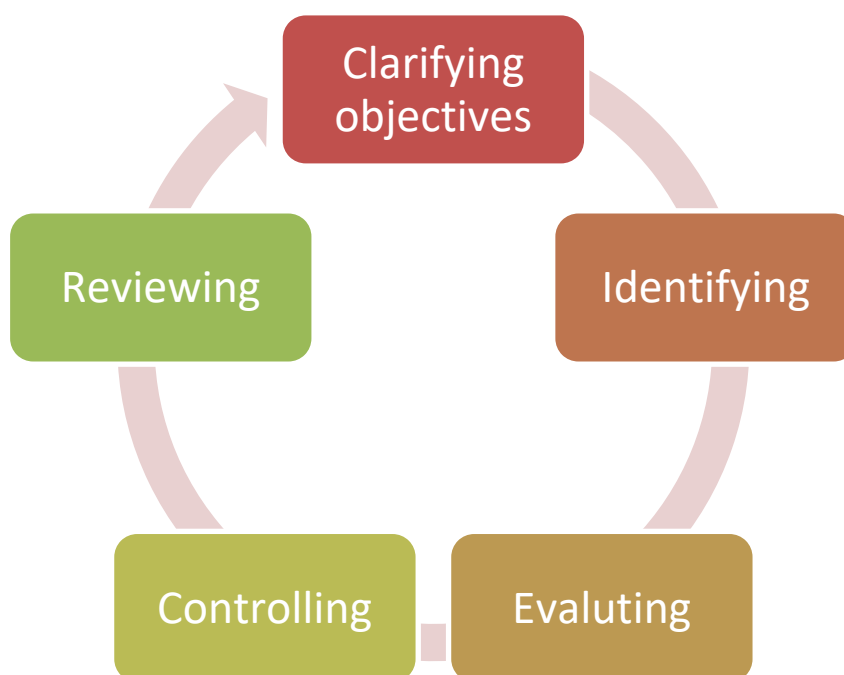 Clarifying
objectives
Identifying
Evaluting
Controlling
Reviewing